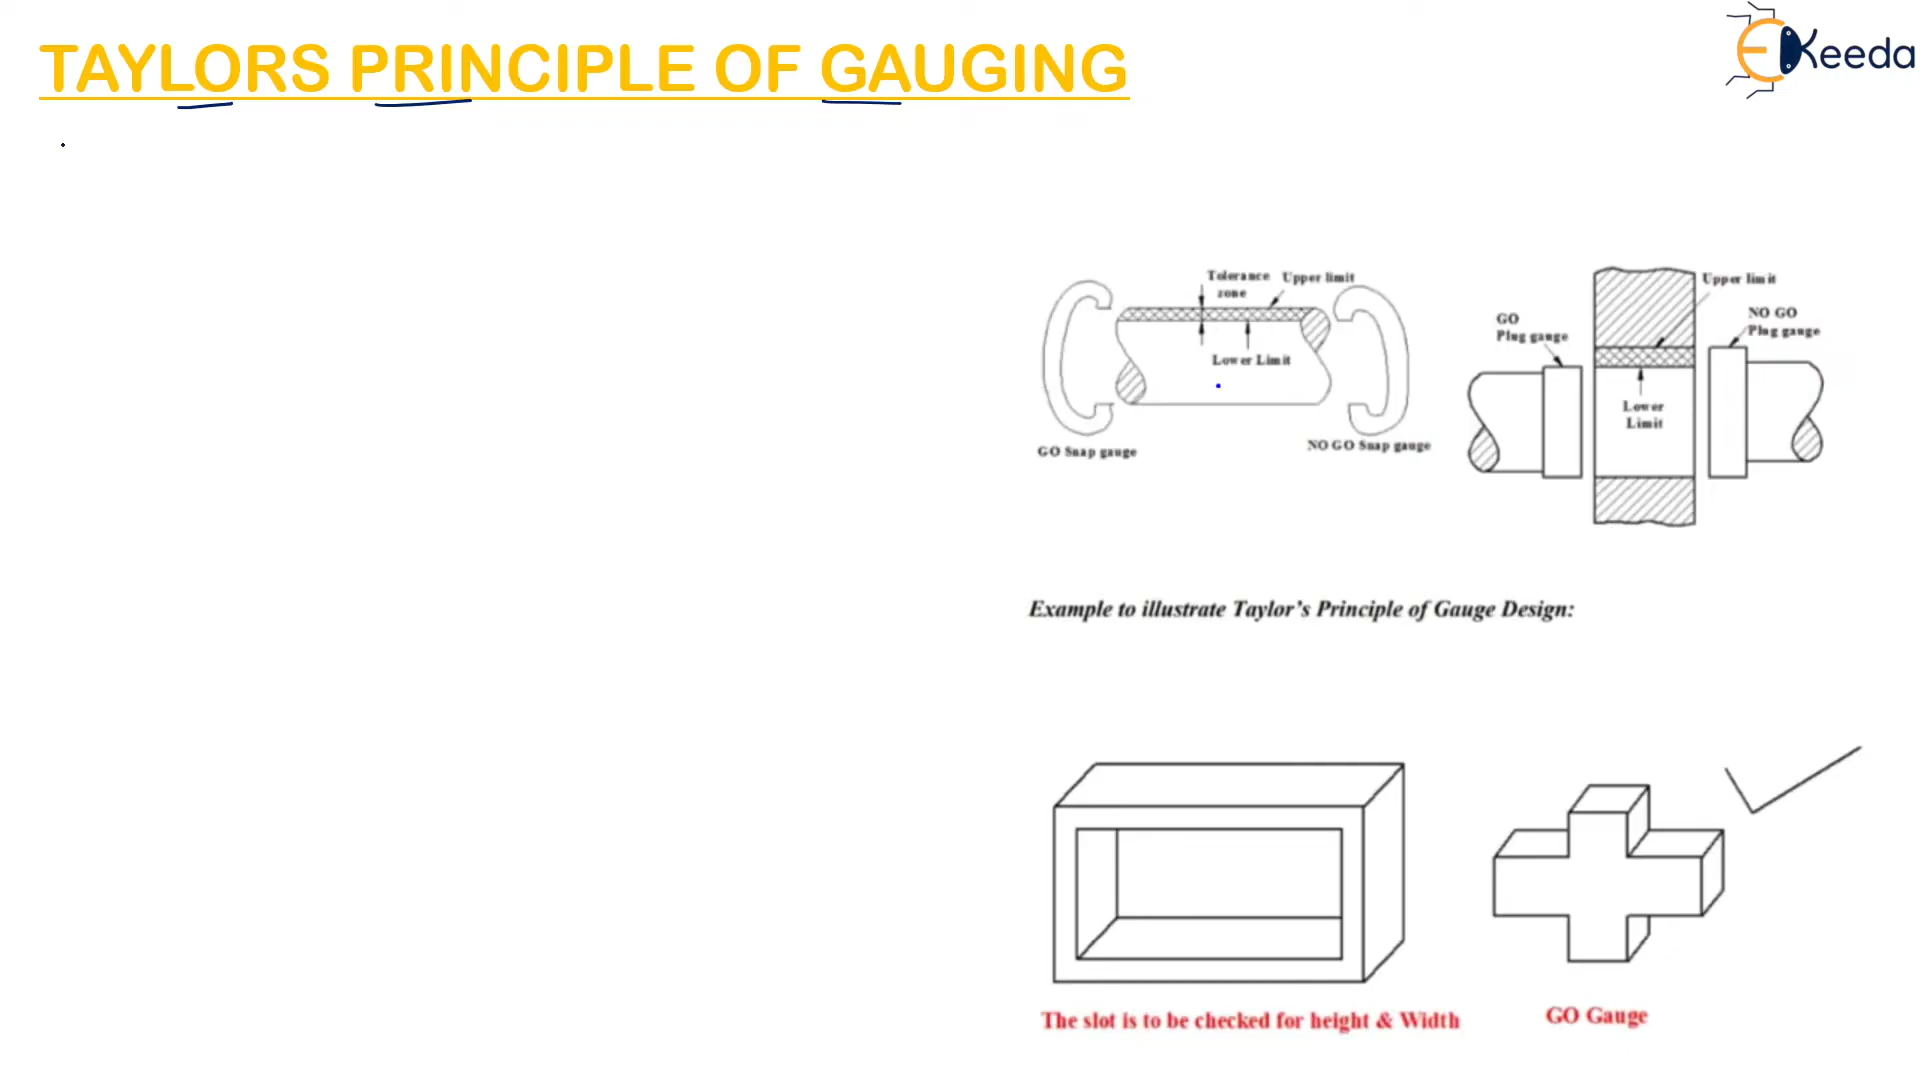 TAYLORS PRINCIPLE OF GAUGING
EKeeda
Tolerance
zone
Upper limit
Lower Limit
GO Snap gauge
NO GO Snap gauge
GO
Plug gauge
Upper limit
NO GO
Plug gauge
Lower
Limit
Example to illustrate Taylor's Principle of Gauge Design:
The slot is to be checked for height & Width
GO Gauge